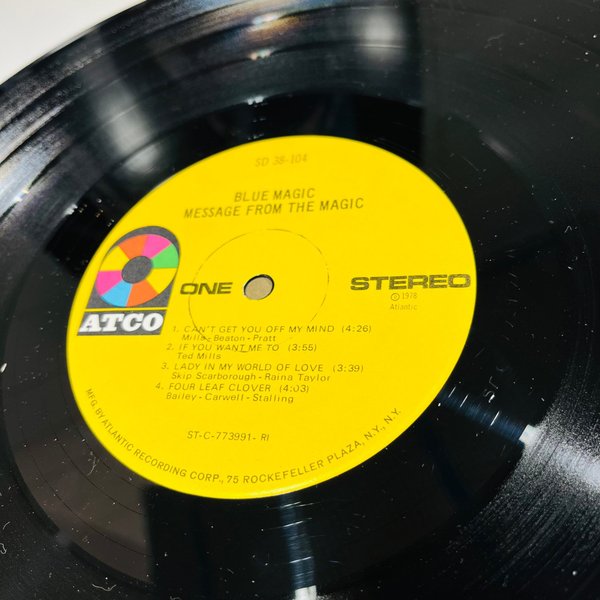 SD 38-104
BLUE MAGIC
MESSAGE FROM THE MAGIC
ATCO
ONE
STEREO
℗ 1978
Atlantic
1. CAN'T GET YOU OFF MY MIND (4:26)
Mills-Beaton-Pratt
2. IF YOU WANT ME TO (3:55)
Ted Mills
3. LADY IN MY WORLD OF LOVE (3:39)
Skip Scarborough-Raina Taylor
4. FOUR LEAF CLOVER (4:03)
Bailey-Carwell-Stalling
ST-C-773991-RI
MFG. BY ATLANTIC RECORDING CORP., 75 ROCKEFELLER PLAZA, N.Y., N.Y.